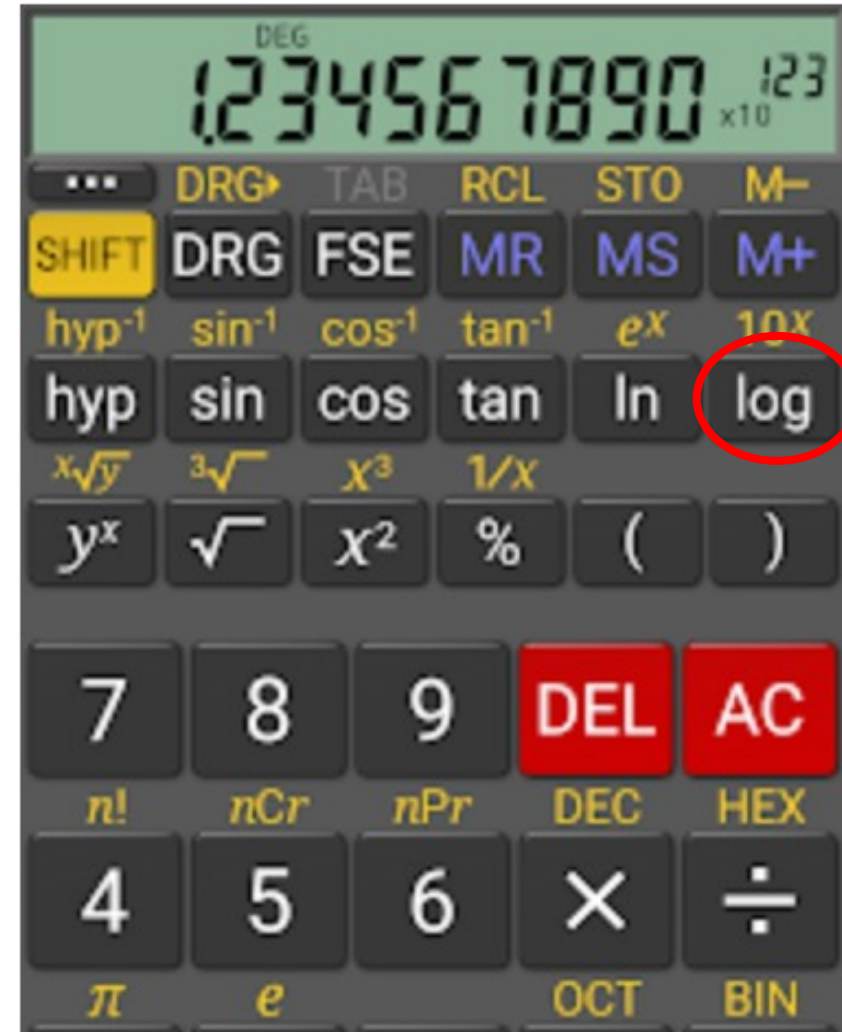 DEG
1.234567890 x10 123
... DRG▸ TAB RCL STO M−
SHIFT DRG FSE MR MS M+
hyp⁻¹ sin⁻¹ cos⁻¹ tan⁻¹ eˣ 10ˣ
hyp sin cos tan ln log
ˣ√y ³√ x³ 1/x
yˣ √ x² % ( )
7 8 9 DEL AC
n! nCr nPr DEC HEX
4 5 6 × ÷
π e OCT BIN